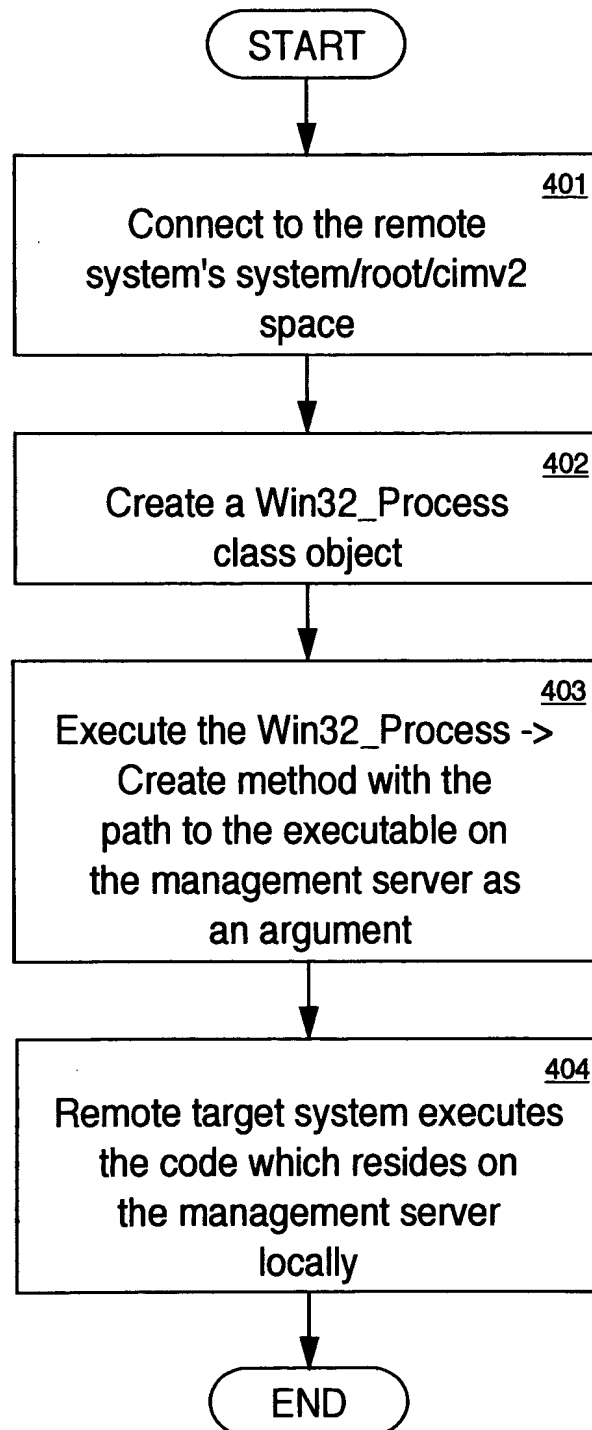 START
401
Connect to the remote
system's system/root/cimv2
space
402
Create a Win32_Process
class object
403
Execute the Win32_Process ->
Create method with the
path to the executable on
the management server as
an argument
404
Remote target system executes
the code which resides on
the management server
locally
END